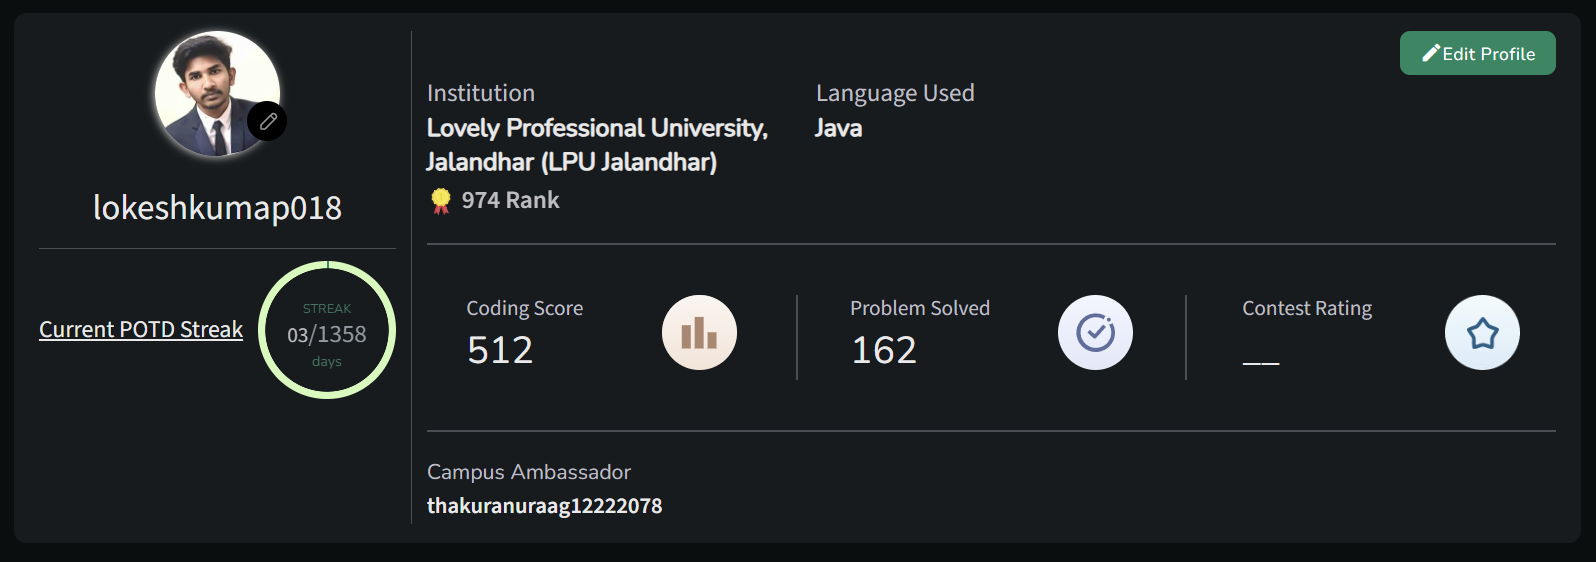 Edit Profile
lokeshkumap018
Current POTD Streak
STREAK
03/1358
days
Institution
Lovely Professional University,
Jalandhar (LPU Jalandhar)
974 Rank
Language Used
Java
Coding Score
512
Problem Solved
162
Contest Rating
__
Campus Ambassador
thakuranuraag12222078